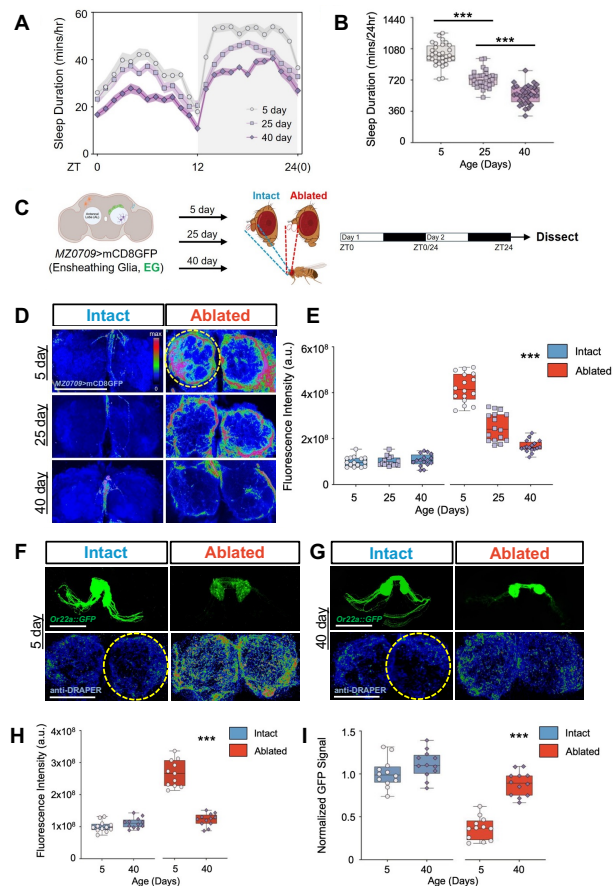 A
Sleep Duration (mins/hr)
60
40
20
0
5 day
25 day
40 day
ZT
0
12
24(0)
B
Sleep Duration (mins/24hr)
1440
1080
720
360
0
***
***
5
25
40
Age (Days)
C
MZ0709>mCD8GFP
(Ensheathing Glia, EG)
5 day
25 day
40 day
Intact
Ablated
Day 1
Day 2
ZT0
ZT0/24
ZT24
Dissect
D
Intact
Ablated
5 day
25 day
40 day
max
0
MZ0709>mCD8GFP
E
Fluorescence Intensity (a.u.)
6x10⁸
4x10⁸
2x10⁸
0
***
Intact
Ablated
5
25
40
5
25
40
Age (Days)
F
Intact
Ablated
5 day
Or22a::GFP
anti-DRAPER
G
Intact
Ablated
40 day
Or22a::GFP
anti-DRAPER
H
Fluorescence Intensity (a.u.)
4x10⁸
3x10⁸
2x10⁸
1x10⁸
0
***
Intact
Ablated
5
40
5
40
Age (Days)
I
Normalized GFP Signal
1.5
1.0
0.5
0
***
Intact
Ablated
5
40
5
40
Age (Days)